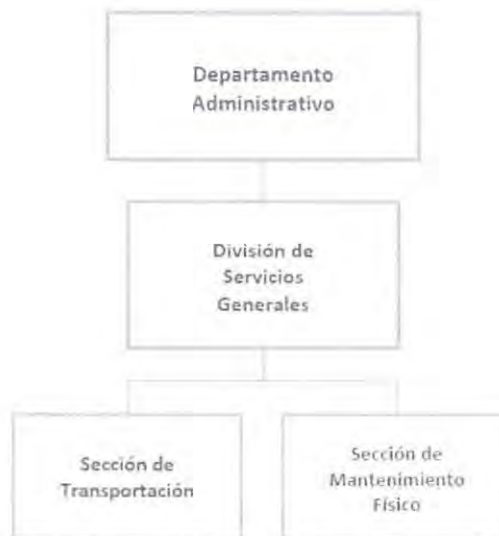 Departamento
Administrativo
División de
Servicios
Generales
Sección de
Transportación
Sección de
Mantenimiento
Físico